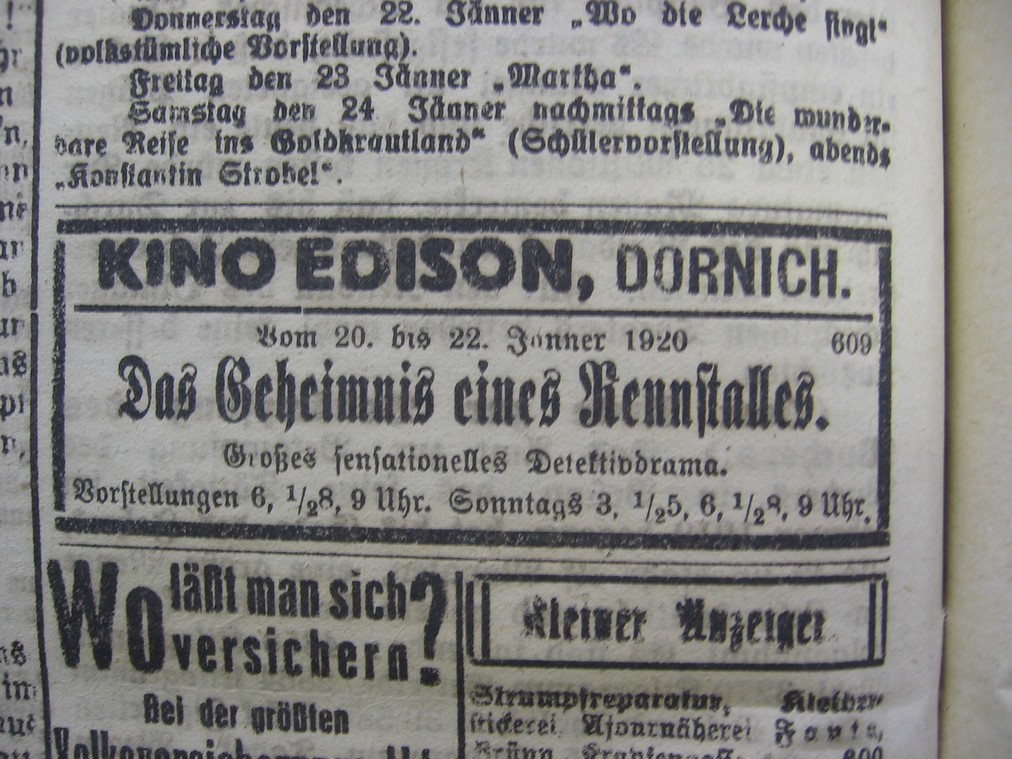 Donnerstag den 22. Jänner „Wo die Lerche singt“
(volkstümliche Vorstellung).
Freitag den 23 Jänner „Martha“.
Samstag den 24 Jänner nachmittags „Die wunder-
bare Reise ins Goldkrautland“ (Schülervorstellung), abends
„Konstantin Strobel“.
KINO EDISON, DORNICH.
Vom 20. bis 22. Jänner 1920 609
Das Geheimnis eines Rennstalles.
Großes sensationelles Detektivdrama.
Vorstellungen 6, 1/28, 9 Uhr. Sonntags 3, 1/25, 6, 1/28, 9 Uhr.
Wo läßt man sich
versichern?
Bei der größten
Kleiner Anzeiger
Strumpfreparatur, Kleider
stickerei Ajournäherei
Brünn